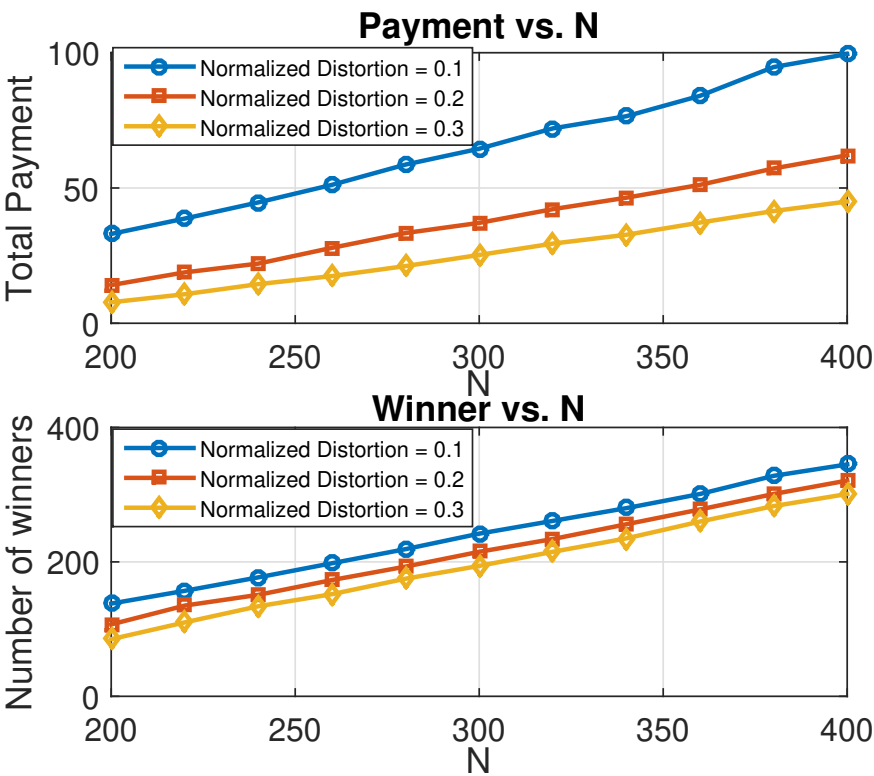 Payment vs. N
Total Payment
100
50
0
Normalized Distortion = 0.1
Normalized Distortion = 0.2
Normalized Distortion = 0.3
200 250 300 350 400
N
Winner vs. N
Number of winners
400
200
0
Normalized Distortion = 0.1
Normalized Distortion = 0.2
Normalized Distortion = 0.3
200 250 300 350 400
N